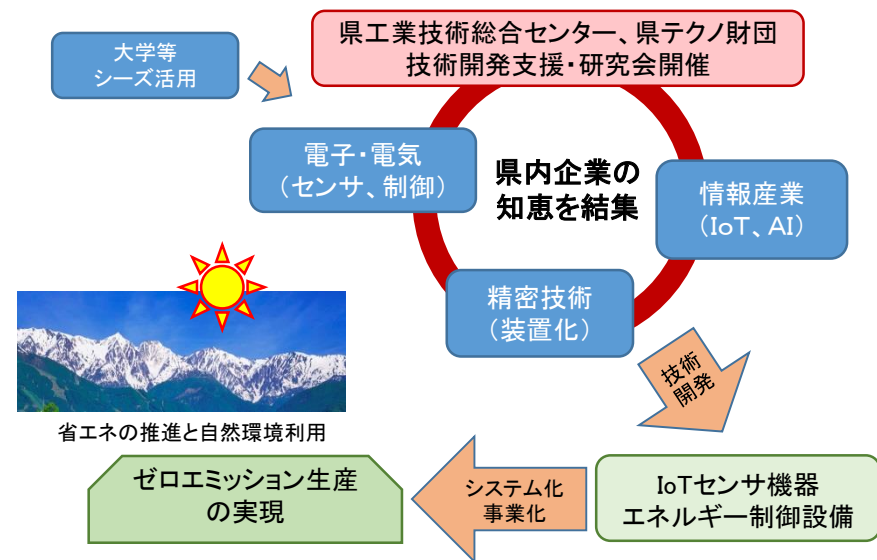 大学等
シーズ活用
県工業技術総合センター、県テクノ財団
技術開発支援・研究会開催
電子・電気
(センサ、制御)
県内企業の
知恵を結集
情報産業
(IoT、AI)
精密技術
(装置化)
技術
開発
省エネの推進と自然環境利用
ゼロエミッション生産
の実現
システム化
事業化
IoTセンサ機器
エネルギー制御設備